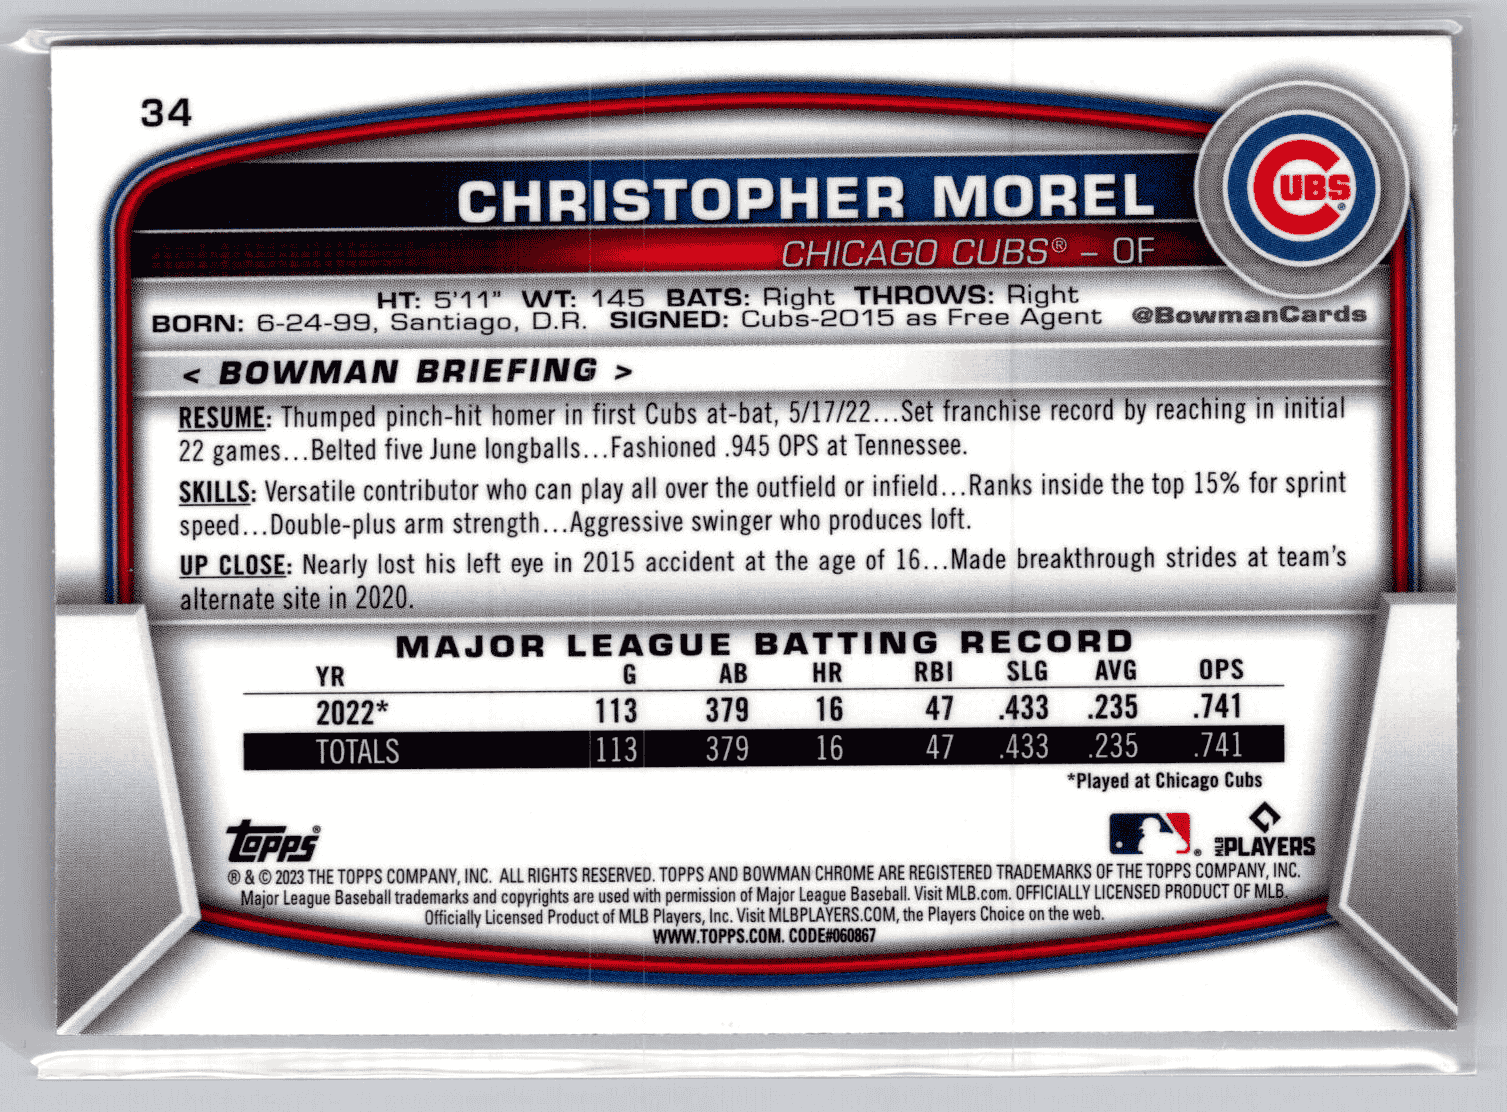 34
CHRISTOPHER MOREL
CHICAGO CUBS® – OF
CUBS®
HT: 5'11" WT: 145 BATS: Right THROWS: Right
BORN: 6-24-99, Santiago, D.R. SIGNED: Cubs-2015 as Free Agent @BowmanCards
< BOWMAN BRIEFING >
RESUME: Thumped pinch-hit homer in first Cubs at-bat, 5/17/22...Set franchise record by reaching in initial
22 games...Belted five June longballs...Fashioned .945 OPS at Tennessee.
SKILLS: Versatile contributor who can play all over the outfield or infield...Ranks inside the top 15% for sprint
speed...Double-plus arm strength...Aggressive swinger who produces loft.
UP CLOSE: Nearly lost his left eye in 2015 accident at the age of 16...Made breakthrough strides at team's
alternate site in 2020.
MAJOR LEAGUE BATTING RECORD
YR G AB HR RBI SLG AVG OPS
2022* 113 379 16 47 .433 .235 .741
TOTALS 113 379 16 47 .433 .235 .741
*Played at Chicago Cubs
Topps® MLB PLAYERS
® & © 2023 THE TOPPS COMPANY, INC. ALL RIGHTS RESERVED. TOPPS AND BOWMAN CHROME ARE REGISTERED TRADEMARKS OF THE TOPPS COMPANY, INC.
Major League Baseball trademarks and copyrights are used with permission of Major League Baseball. Visit MLB.com. OFFICIALLY LICENSED PRODUCT OF MLB.
Officially Licensed Product of MLB Players, Inc. Visit MLBPLAYERS.COM, the Players Choice on the web.
WWW.TOPPS.COM. CODE#060867